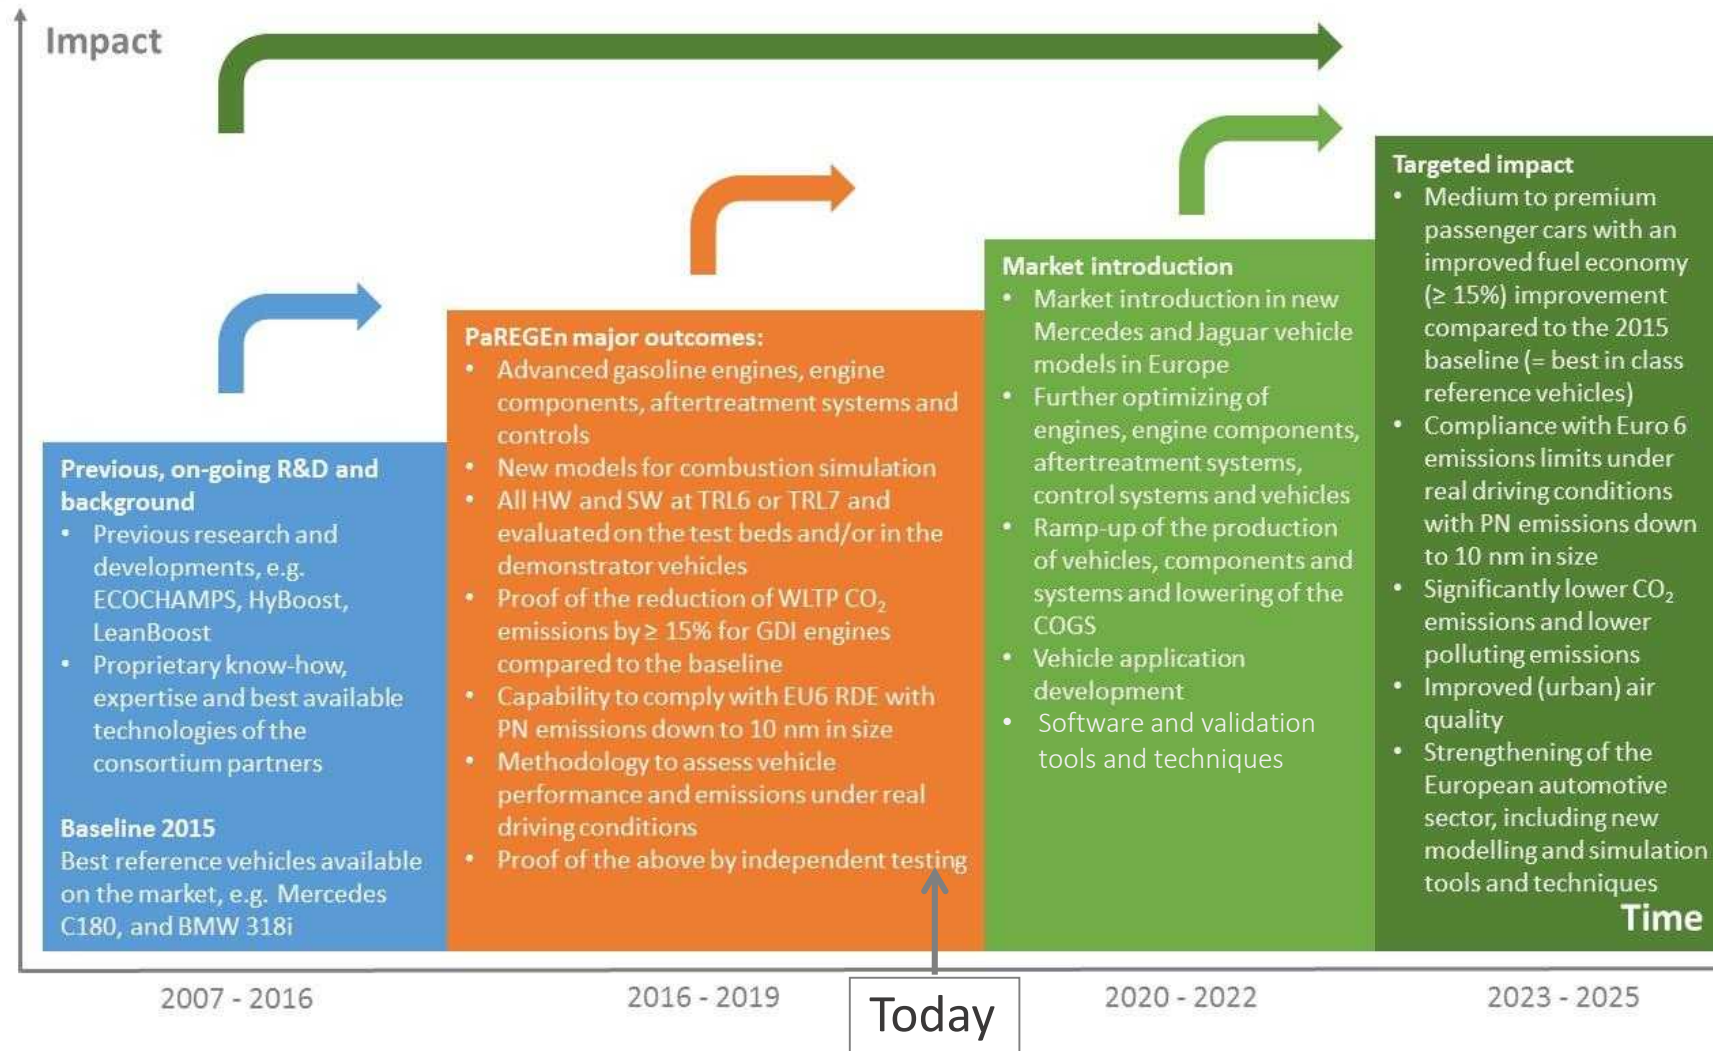 Impact
Previous, on-going R&D and
background
• Previous research and
developments, e.g.
ECOCHAMPS, HyBoost,
LeanBoost
• Proprietary know-how,
expertise and best available
technologies of the
consortium partners
Baseline 2015
Best reference vehicles available
on the market, e.g. Mercedes
C180, and BMW 318i
PaREGEn major outcomes:
• Advanced gasoline engines, engine
components, aftertreatment systems and
controls
• New models for combustion simulation
• All HW and SW at TRL6 or TRL7 and
evaluated on the test beds and/or in the
demonstrator vehicles
• Proof of the reduction of WLTP CO₂
emissions by ≥ 15% for GDI engines
compared to the baseline
• Capability to comply with EU6 RDE with
PN emissions down to 10 nm in size
• Methodology to assess vehicle
performance and emissions under real
driving conditions
• Proof of the above by independent testing
Market introduction
• Market introduction in new
Mercedes and Jaguar vehicle
models in Europe
• Further optimizing of
engines, engine components,
aftertreatment systems,
control systems and vehicles
• Ramp-up of the production
of vehicles, components and
systems and lowering of the
COGS
• Vehicle application
development
• Software and validation
tools and techniques
Targeted impact
• Medium to premium
passenger cars with an
improved fuel economy
(≥ 15%) improvement
compared to the 2015
baseline (= best in class
reference vehicles)
• Compliance with Euro 6
emissions limits under
real driving conditions
with PN emissions down
to 10 nm in size
• Significantly lower CO₂
emissions and lower
polluting emissions
• Improved (urban) air
quality
• Strengthening of the
European automotive
sector, including new
modelling and simulation
tools and techniques
Time
2007 - 2016
2016 - 2019
Today
2020 - 2022
2023 - 2025